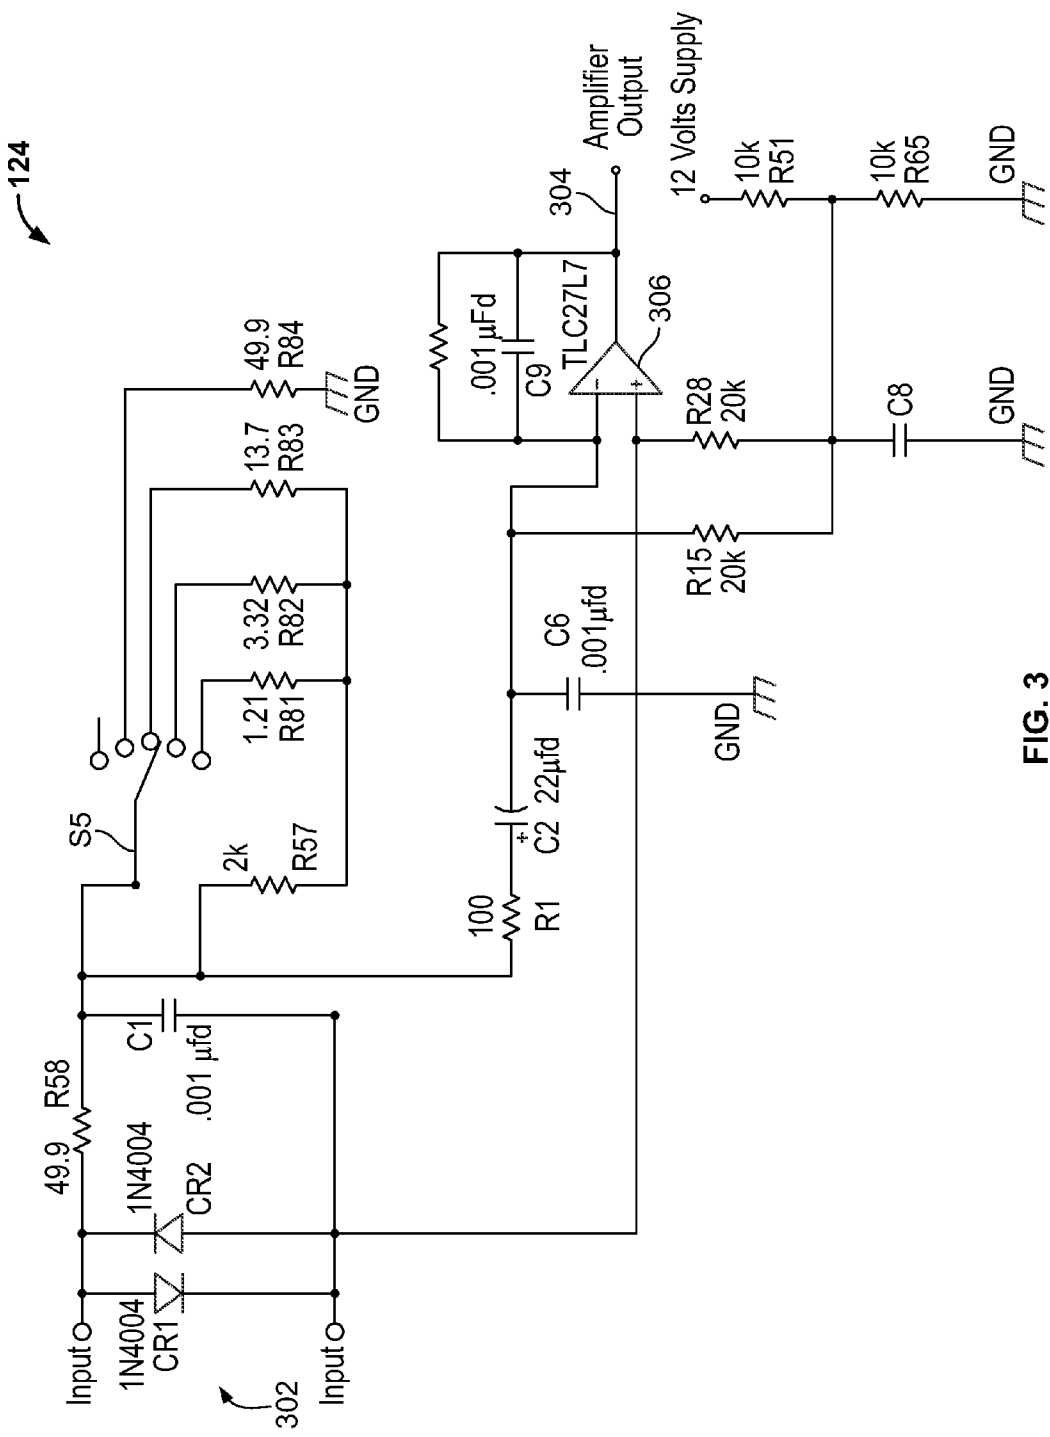 124
302
Input
Input
1N4004
CR1
1N4004
CR2
49.9
R58
C1
.001 µfd
S5
2k
R57
1.21
R81
3.32
R82
13.7
R83
49.9
R84
GND
100
R1
+
C2 22µfd
C6
.001µfd
GND
R15
20k
R28
20k
C8
GND
.001 µFd
C9
TLC27L7
−
+
306
304
Amplifier
Output
12 Volts Supply
10k
R51
10k
R65
GND
FIG. 3